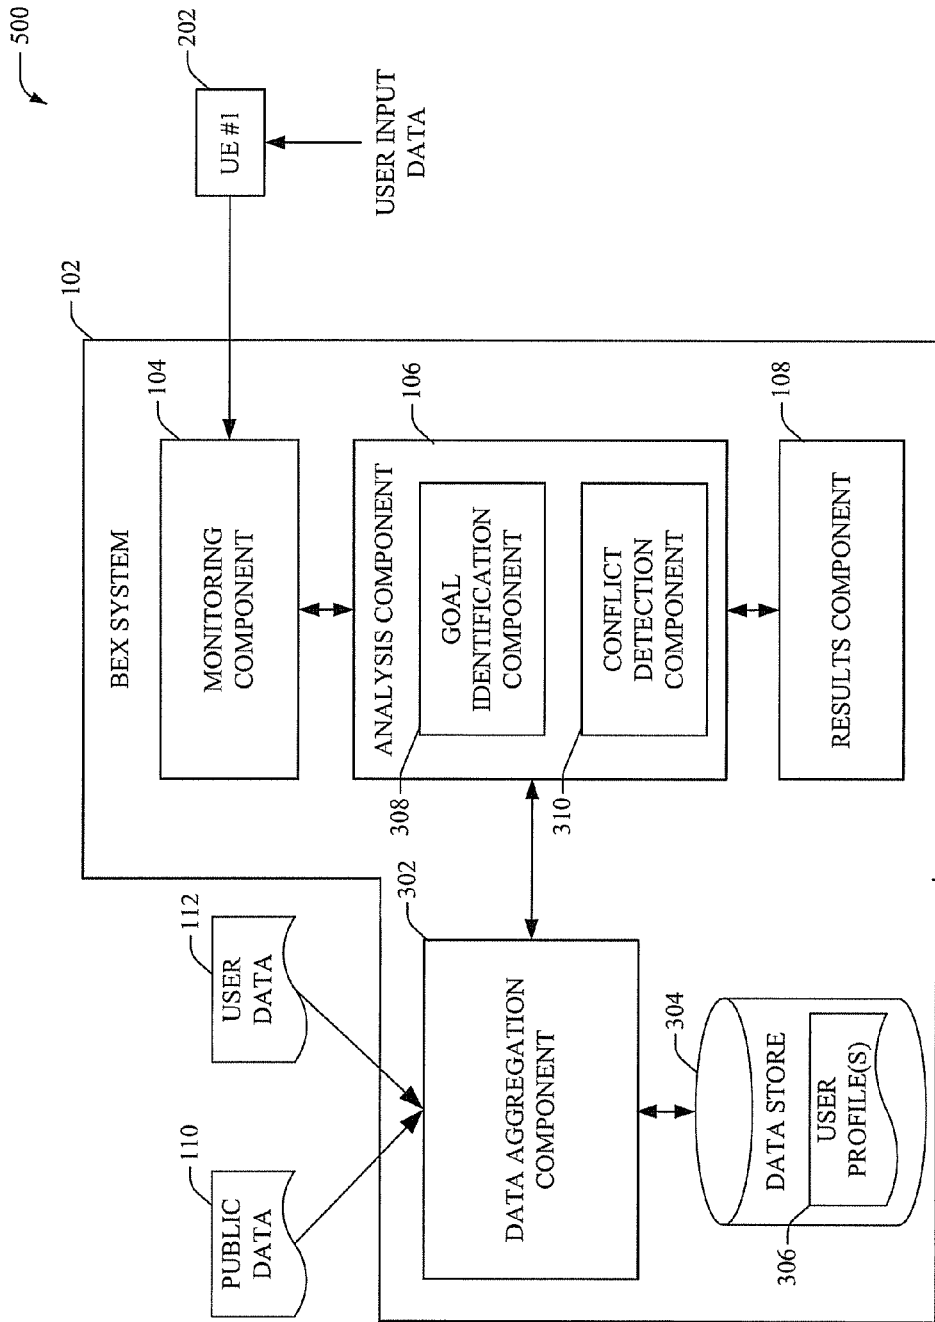 500
202
UE #1
USER INPUT
DATA
102
BEX SYSTEM
104
MONITORING
COMPONENT
106
ANALYSIS COMPONENT
308
GOAL
IDENTIFICATION
COMPONENT
310
CONFLICT
DETECTION
COMPONENT
108
RESULTS COMPONENT
110
PUBLIC
DATA
112
USER
DATA
302
DATA AGGREGATION
COMPONENT
304
DATA STORE
306
USER
PROFILE(S)